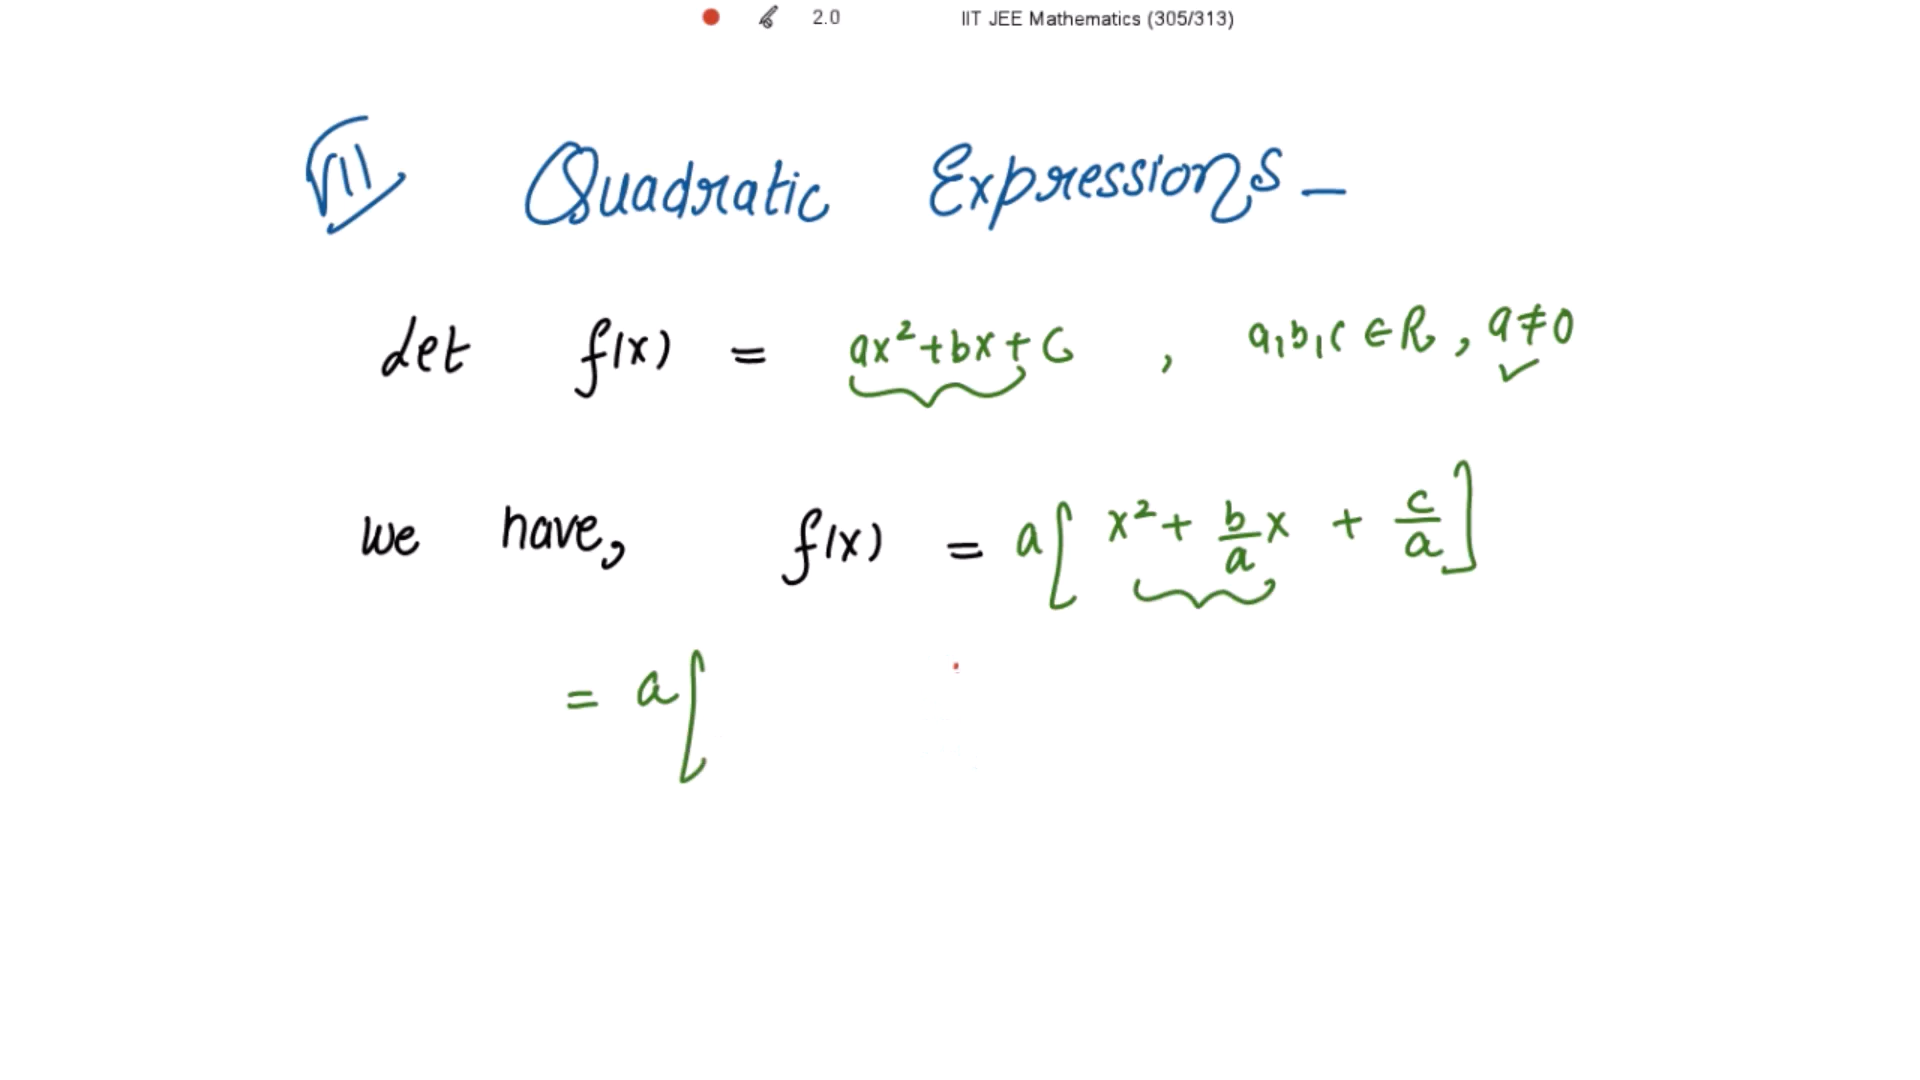 2.0 IIT JEE Mathematics (305/313)
VII Quadratic Expressions –
Let f(x) = ax²+bx+c , a,b,c ∈ R , a≠0 ✓
we have, f(x) = a[ x² + b/a x + c/a ]
= a[